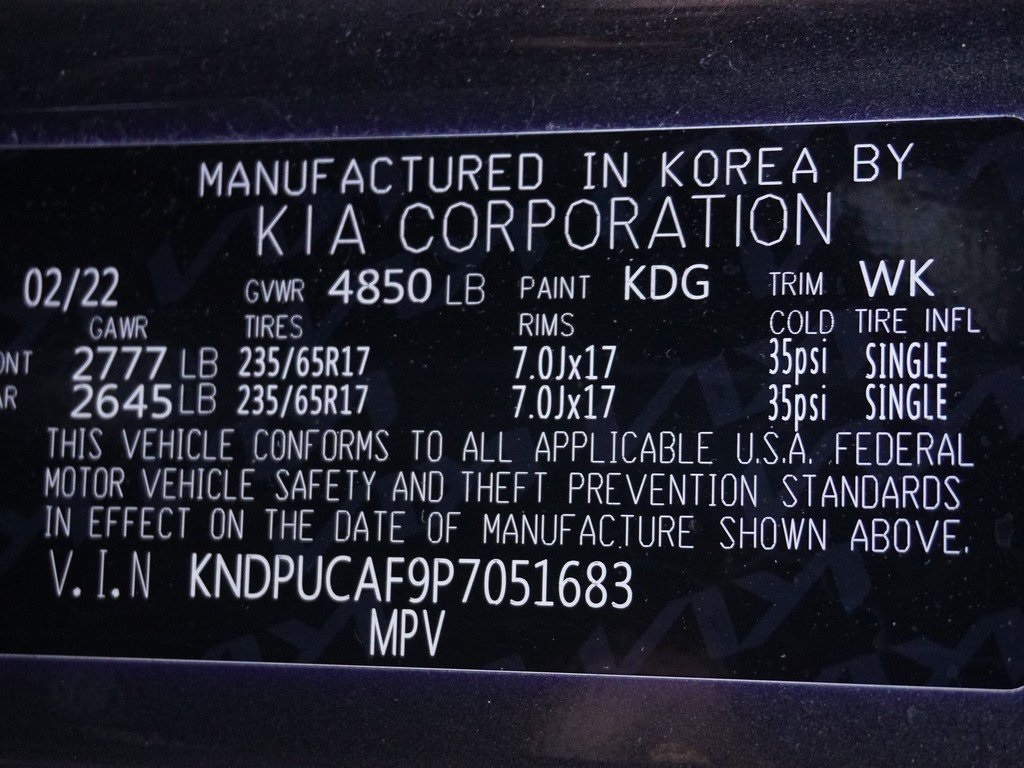 MANUFACTURED IN KOREA BY
KIA CORPORATION
02/22 GVWR 4850 LB PAINT KDG TRIM WK
GAWR TIRES RIMS COLD TIRE INFL
2777 LB 235/65R17 7.0Jx17 35psi SINGLE
2645 LB 235/65R17 7.0Jx17 35psi SINGLE
THIS VEHICLE CONFORMS TO ALL APPLICABLE U.S.A. FEDERAL
MOTOR VEHICLE SAFETY AND THEFT PREVENTION STANDARDS
IN EFFECT ON THE DATE OF MANUFACTURE SHOWN ABOVE.
V.I.N KNDPUCAF9P7051683
MPV